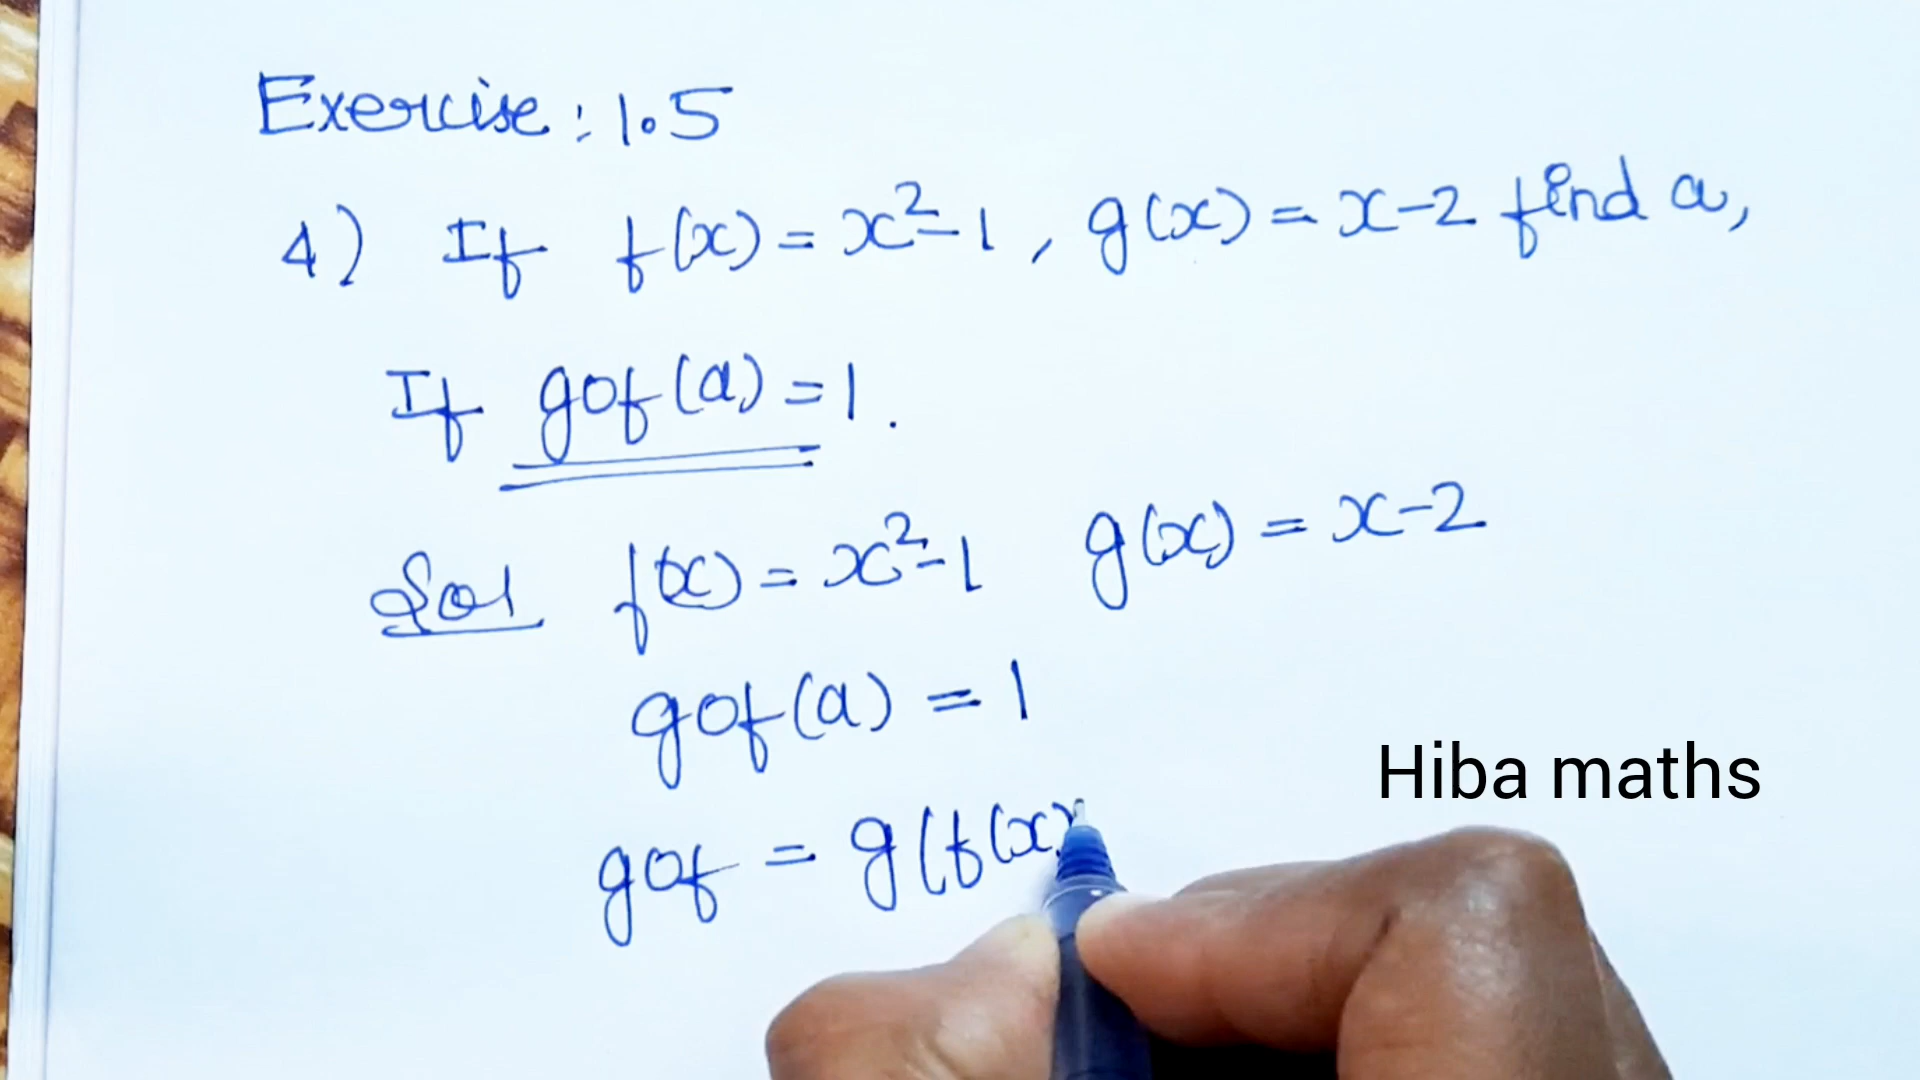 Exercise: 1.5
4) If f(x) = x²-1, g(x) = x-2 find a,
If gof(a) = 1.
Sol f(x) = x²-1 g(x) = x-2
gof(a) = 1
Hiba maths
gof = g(f(x)